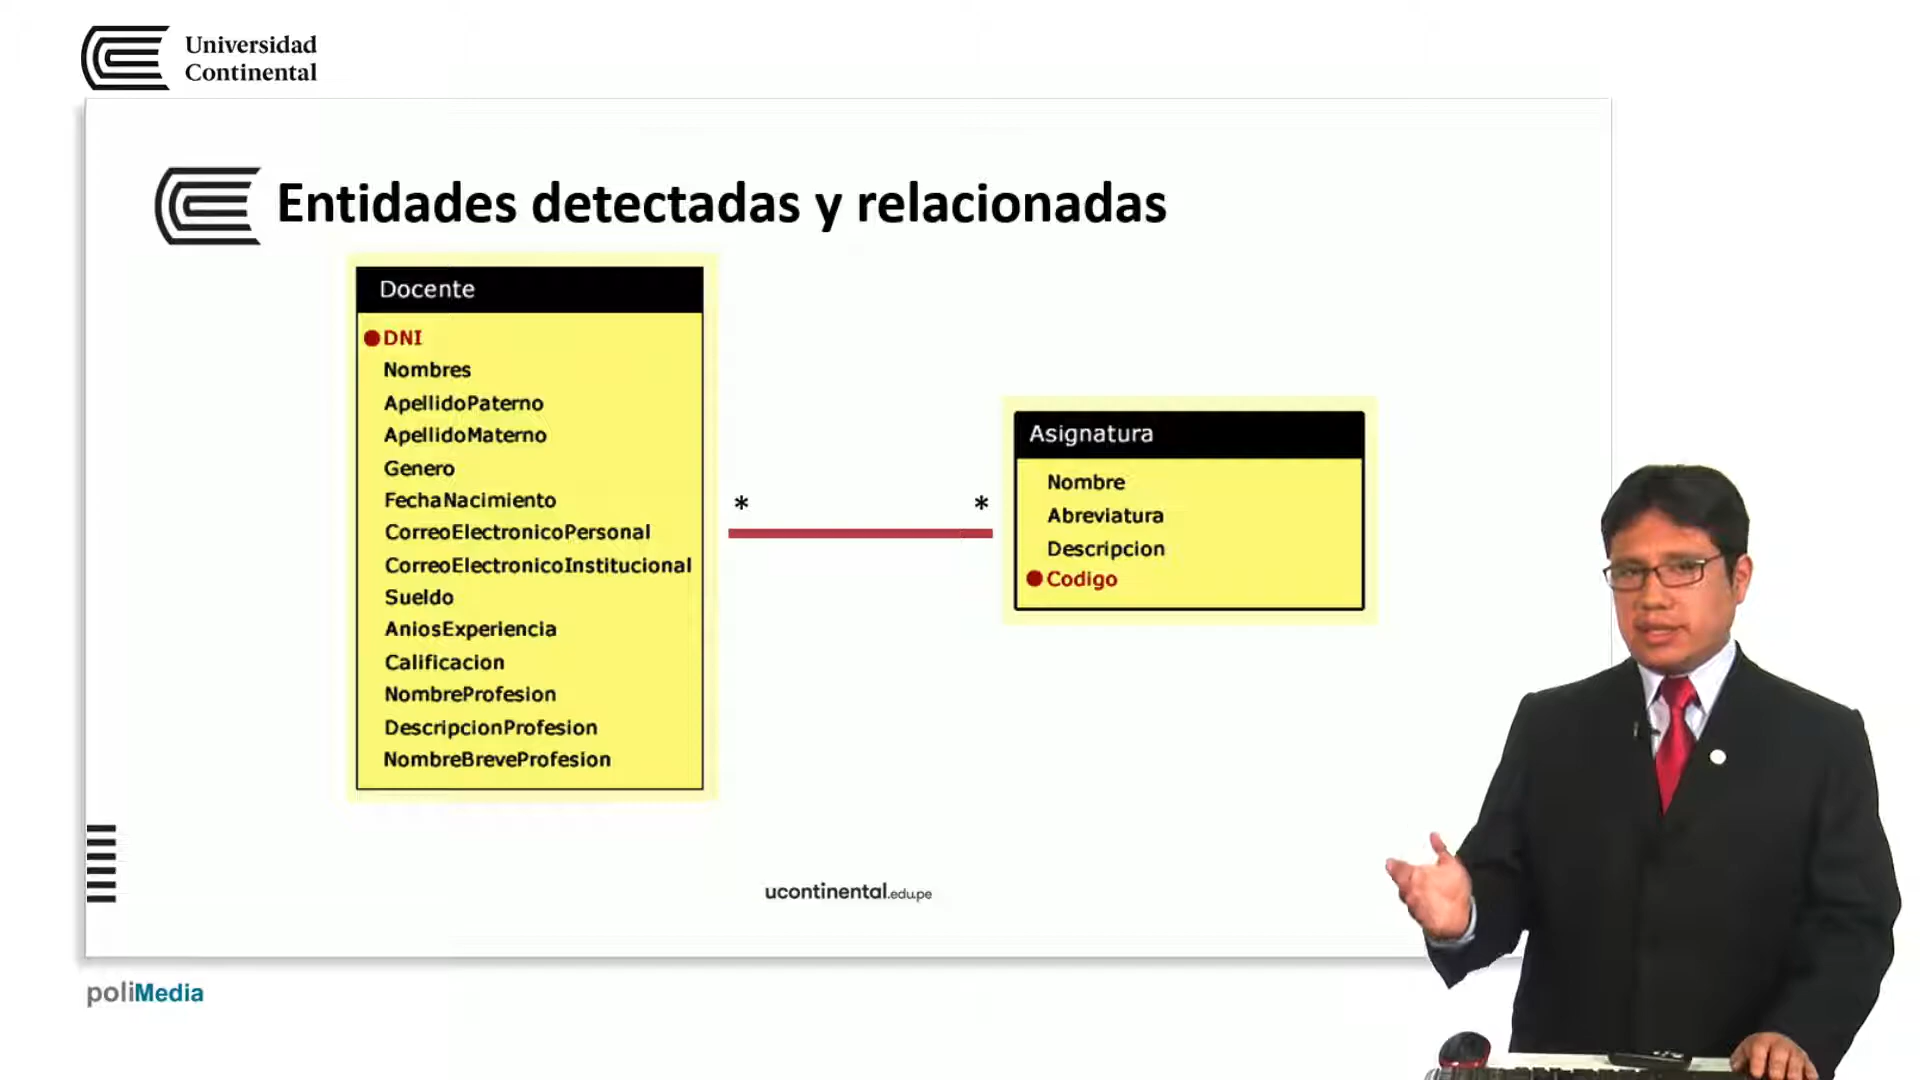 Universidad
Continental
Entidades detectadas y relacionadas
Docente
DNI
Nombres
ApellidoPaterno
ApellidoMaterno
Genero
FechaNacimiento
CorreoElectronicoPersonal
CorreoElectronicoInstitucional
Sueldo
AniosExperiencia
Calificacion
NombreProfesion
DescripcionProfesion
NombreBreveProfesion
* *
Asignatura
Nombre
Abreviatura
Descripcion
Codigo
ucontinental.edu.pe
poliMedia